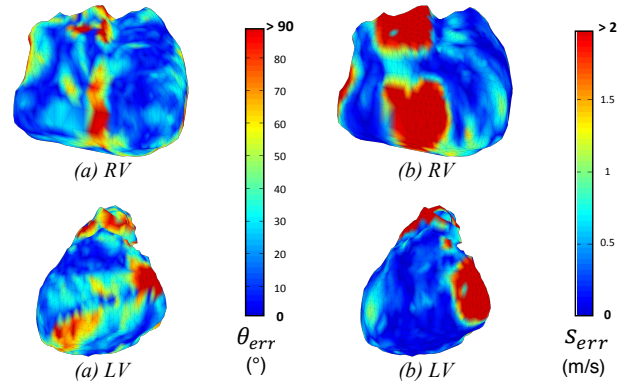 > 90
80
70
60
50
40
30
20
10
0
θerr
(°)
> 2
1.5
1
0.5
0
serr
(m/s)
(a) RV
(b) RV
(a) LV
(b) LV